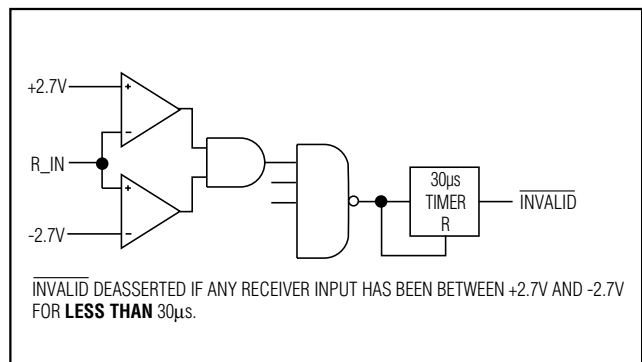 +2.7V
+
-
R_IN
+
-
-2.7V
30µs
TIMER
R
INVALID
INVALID DEASSERTED IF ANY RECEIVER INPUT HAS BEEN BETWEEN +2.7V AND -2.7V
FOR LESS THAN 30µs.